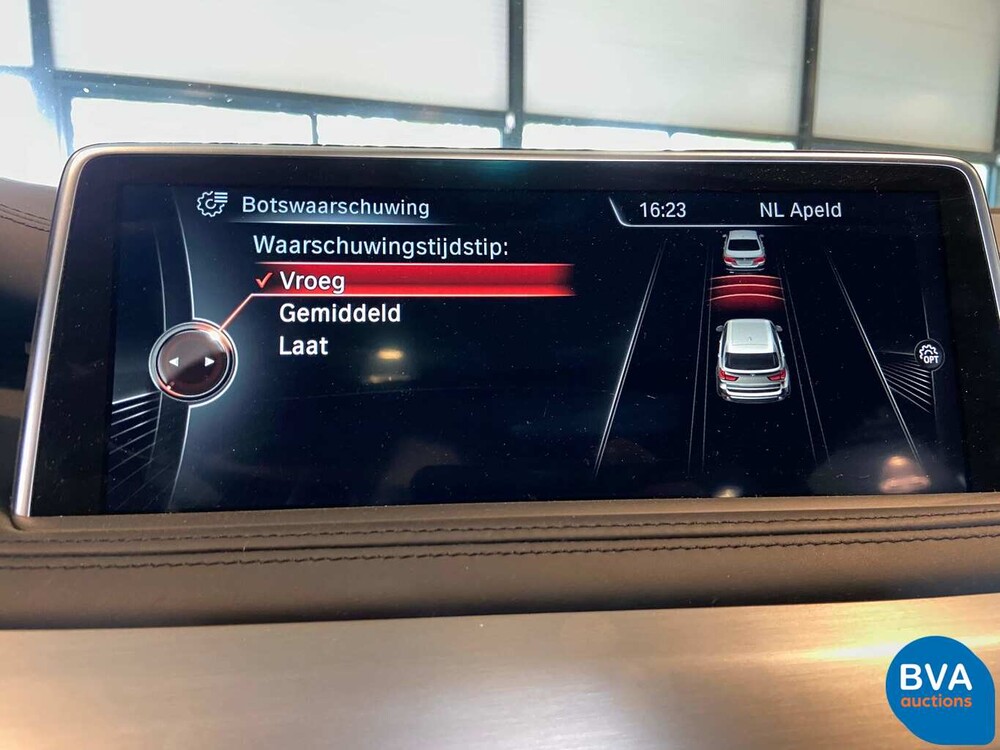 Botswaarschuwing
16:23 NL Apeld
Waarschuwingstijdstip:
Vroeg
Gemiddeld
Laat
OPT
BVA
auctions